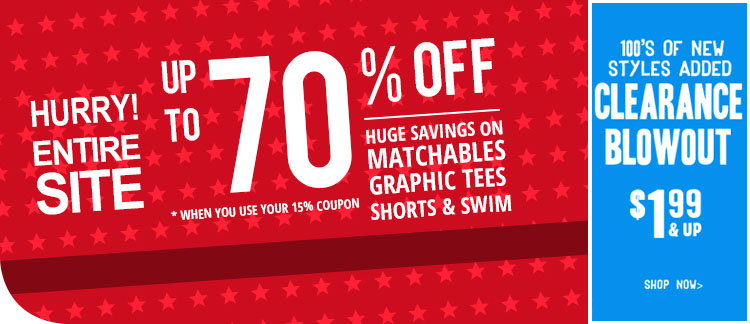 HURRY!
ENTIRE
SITE
UP
TO
70
% OFF
* WHEN YOU USE YOUR 15% COUPON
HUGE SAVINGS ON
MATCHABLES
GRAPHIC TEES
SHORTS & SWIM
100'S OF NEW
STYLES ADDED
CLEARANCE
BLOWOUT
$1.99
& UP
SHOP NOW>